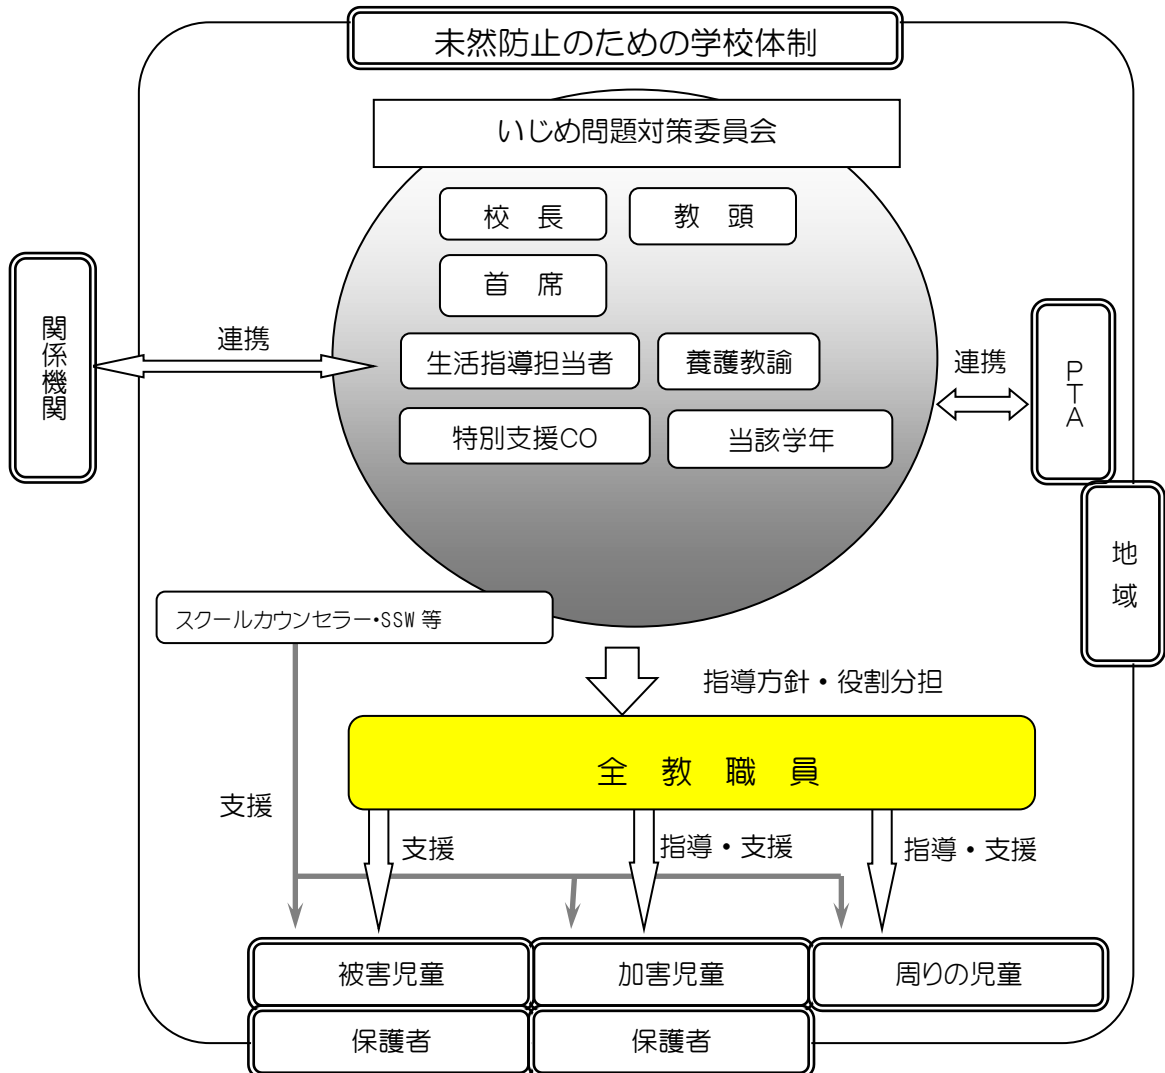 未然防止のための学校体制
いじめ問題対策委員会
校　長
教　頭
首　席
関係機関
連携
生活指導担当者
養護教諭
連携
PTA
特別支援CO
当該学年
地域
スクールカウンセラー・SSW 等
指導方針・役割分担
全　教　職　員
支援
支援
指導・支援
指導・支援
被害児童
加害児童
周りの児童
保護者
保護者